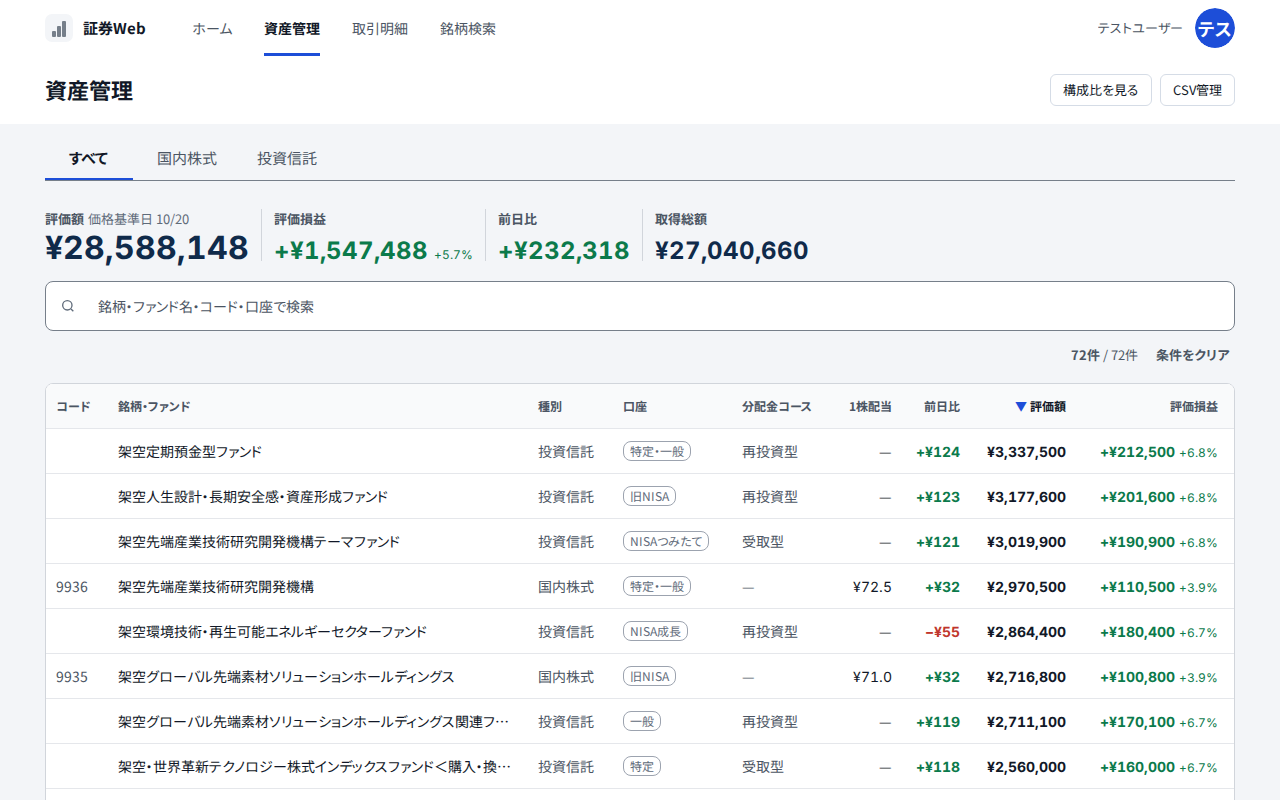 証券Web ホーム 資産管理 取引明細 銘柄検索 テストユーザー テス
資産管理 構成比を見る CSV管理
すべて 国内株式 投資信託
評価額 価格基準日 10/20 評価損益 前日比 取得総額
¥28,588,148 +¥1,547,488 +5.7% +¥232,318 ¥27,040,660
銘柄・ファンド名・コード・口座で検索
72件 / 72件 条件をクリア
コード 銘柄・ファンド 種別 口座 分配金コース 1株配当 前日比 ▼評価額 評価損益
架空定期預金型ファンド 投資信託 特定・一般 再投資型 — +¥124 ¥3,337,500 +¥212,500 +6.8%
架空人生設計・長期安全感・資産形成ファンド 投資信託 旧NISA 再投資型 — +¥123 ¥3,177,600 +¥201,600 +6.8%
架空先端産業技術研究開発機構テーマファンド 投資信託 NISAつみたて 受取型 — +¥121 ¥3,019,900 +¥190,900 +6.8%
9936 架空先端産業技術研究開発機構 国内株式 特定・一般 — ¥72.5 +¥32 ¥2,970,500 +¥110,500 +3.9%
架空環境技術・再生可能エネルギーセクターファンド 投資信託 NISA成長 再投資型 — −¥55 ¥2,864,400 +¥180,400 +6.7%
9935 架空グローバル先端素材ソリューションホールディングス 国内株式 旧NISA — ¥71.0 +¥32 ¥2,716,800 +¥100,800 +3.9%
架空グローバル先端素材ソリューションホールディングス関連フ… 投資信託 一般 再投資型 — +¥119 ¥2,711,100 +¥170,100 +6.7%
架空・世界革新テクノロジー株式インデックスファンド＜購入・換… 投資信託 特定 受取型 — +¥118 ¥2,560,000 +¥160,000 +6.7%